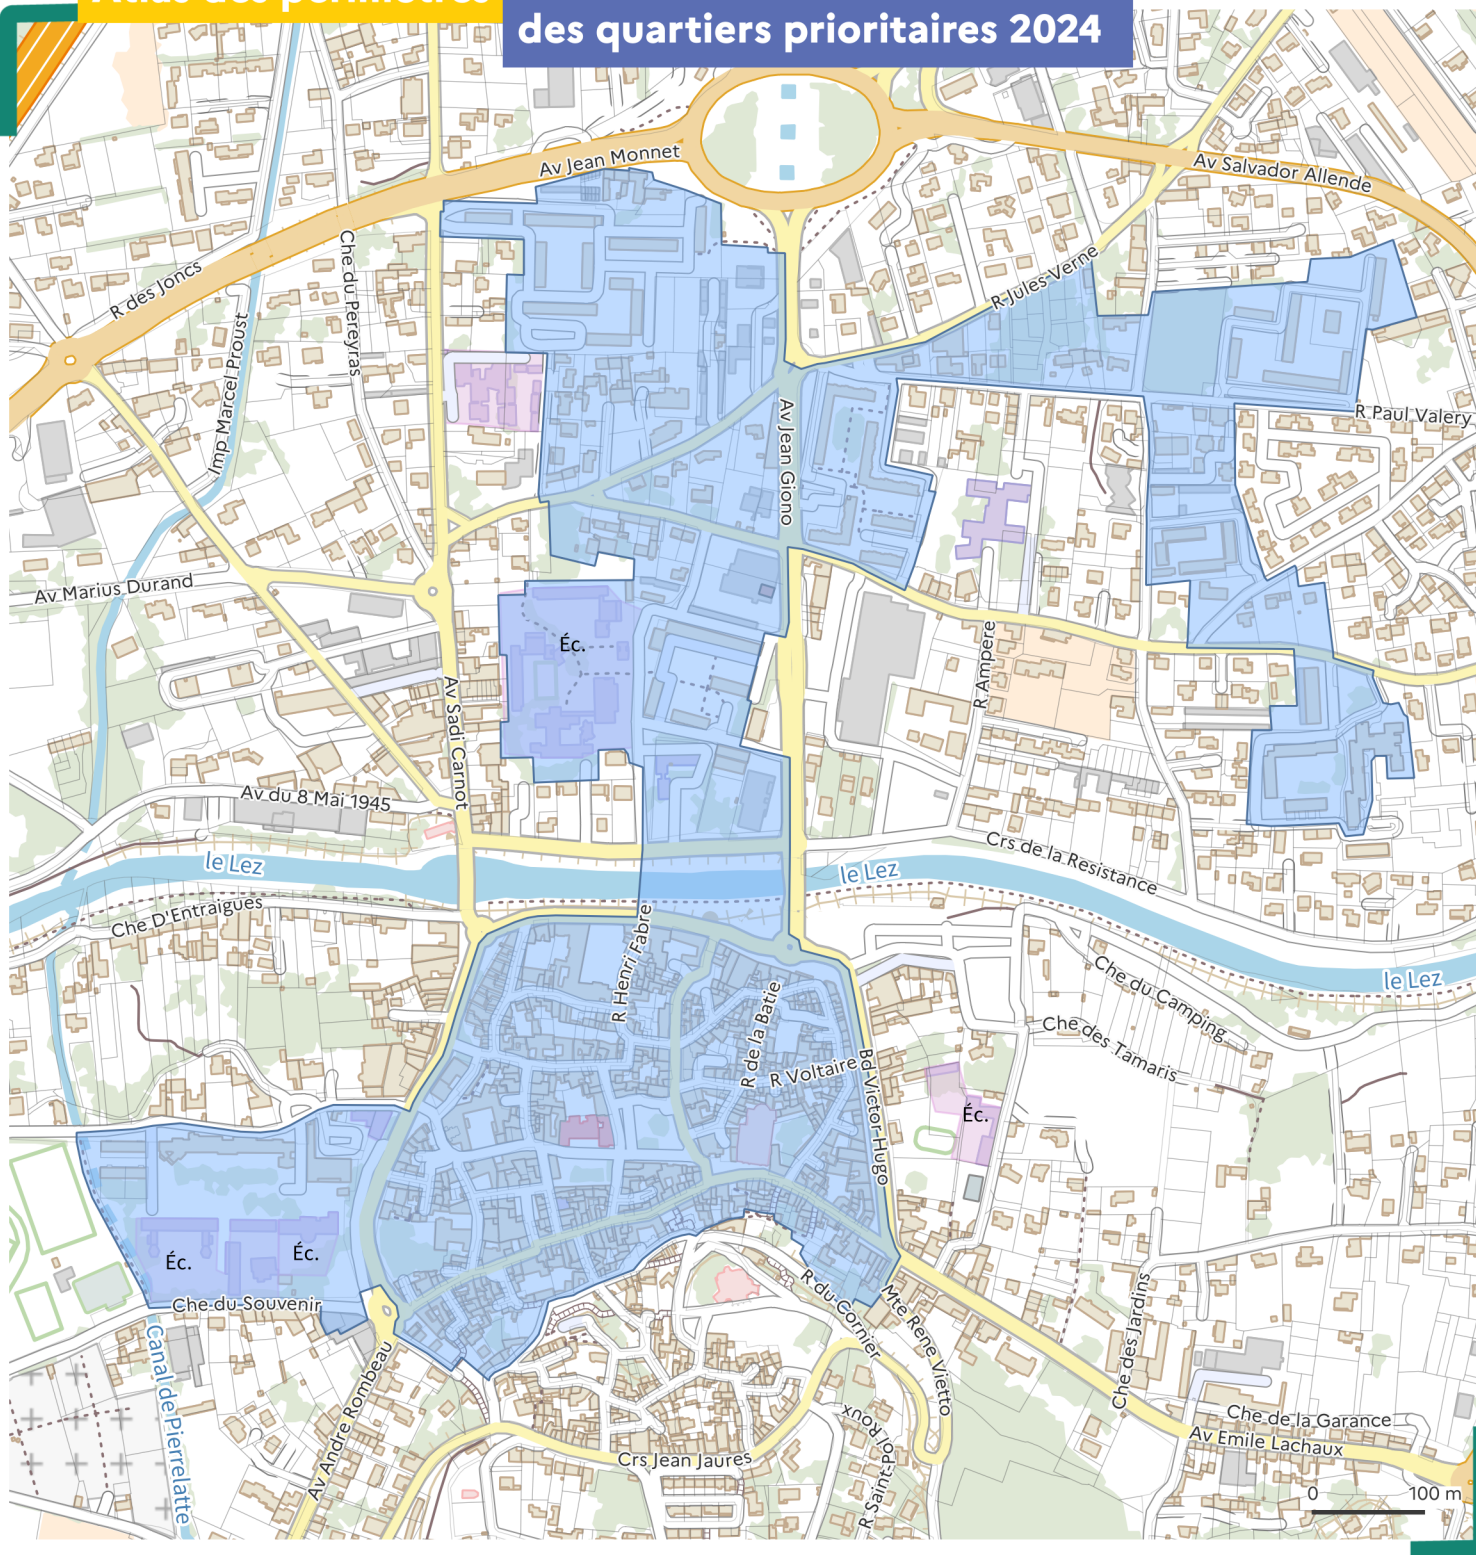 Atlas des périmètres
des quartiers prioritaires 2024
Av Jean Monnet
Av Salvador Allende
R des Joncs
Che du Pereyras
R Jules Verne
Imp Marcel Proust
R Paul Valery
Av Jean Giono
Av Marius Durand
Éc.
R Ampere
Av Sadi Carnot
Av du 8 Mai 1945
le Lez
le Lez
Crs de la Resistance
Che D'Entraigues
R Henri Fabre
le Lez
Che du Camping
R de la Batie
Che des Tamaris
R Voltaire
Bd Victor Hugo
Éc.
Éc.
Éc.
Che du Souvenir
R du Cornier
Mte Rene Vietto
Che des Jardins
Canal de Pierrelatte
Av Andre Rombeau
Che de la Garance
Av Emile Lachaux
Crs Jean Jaures
R Saint-Pol Roux
0 100 m